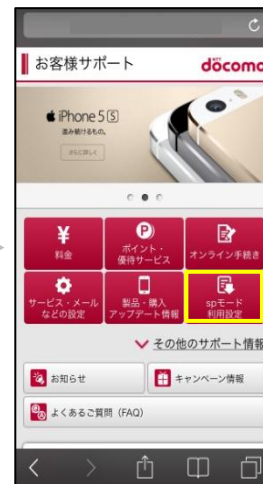 お客様サポート
NTT
döcomo
iPhone 5S
進み続けるもの。
さらに詳しく
¥
料金
P
ポイント・
優待サービス
オンライン手続き
サービス・メール
などの設定
製品・購入
アップデート情報
spモード
利用設定
その他のサポート情報
お知らせ
キャンペーン情報
よくあるご質問 (FAQ)